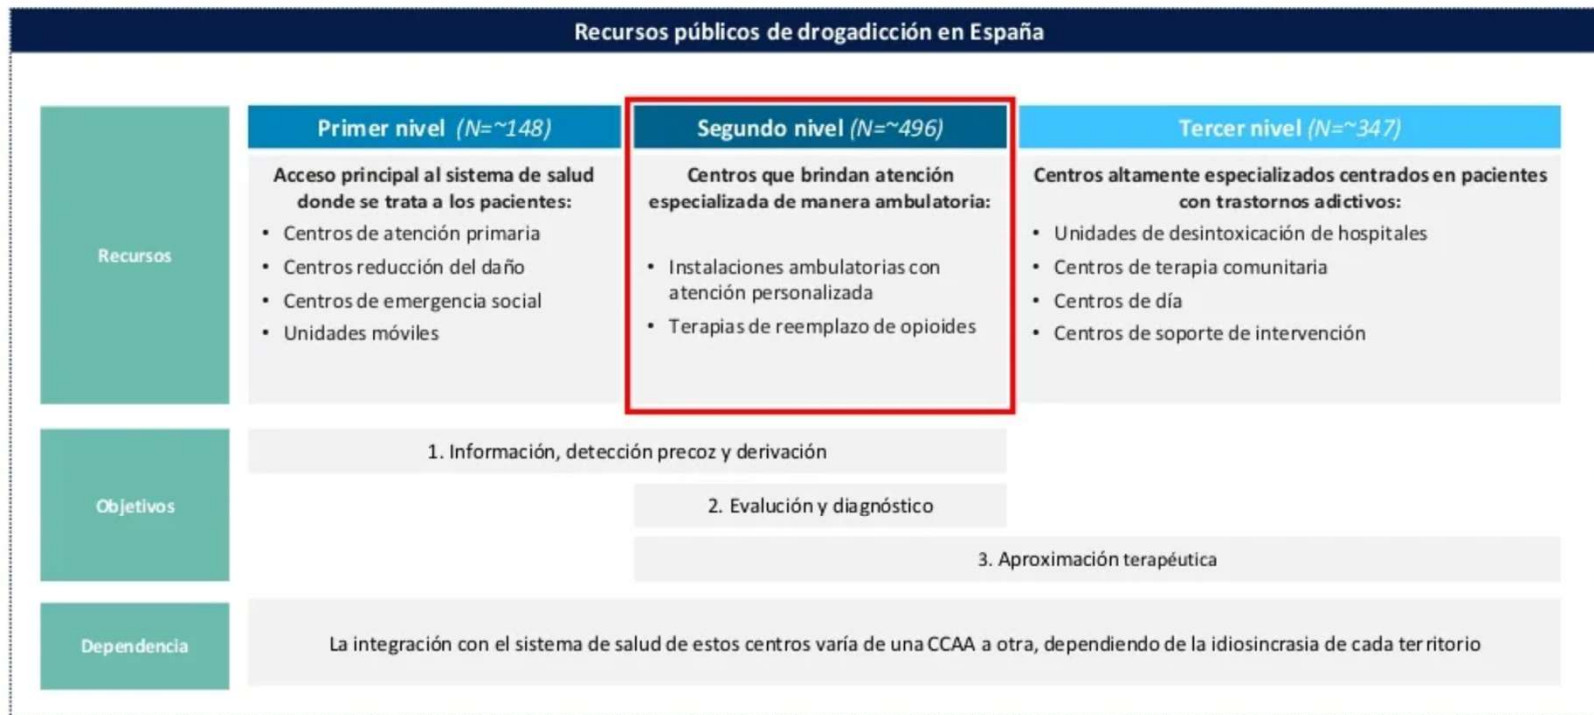 Recursos públicos de drogadicción en España
Recursos
Primer nivel (N=~148)
Acceso principal al sistema de salud
donde se trata a los pacientes:
• Centros de atención primaria
• Centros reducción del daño
• Centros de emergencia social
• Unidades móviles
Segundo nivel (N=~496)
Centros que brindan atención
especializada de manera ambulatoria:
• Instalaciones ambulatorias con
atención personalizada
• Terapias de reemplazo de opioides
Tercer nivel (N=~347)
Centros altamente especializados centrados en pacientes
con trastornos adictivos:
• Unidades de desintoxicación de hospitales
• Centros de terapia comunitaria
• Centros de día
• Centros de soporte de intervención
Objetivos
1. Información, detección precoz y derivación
2. Evalución y diagnóstico
3. Aproximación terapéutica
Dependencia
La integración con el sistema de salud de estos centros varía de una CCAA a otra, dependiendo de la idiosincrasia de cada territorio